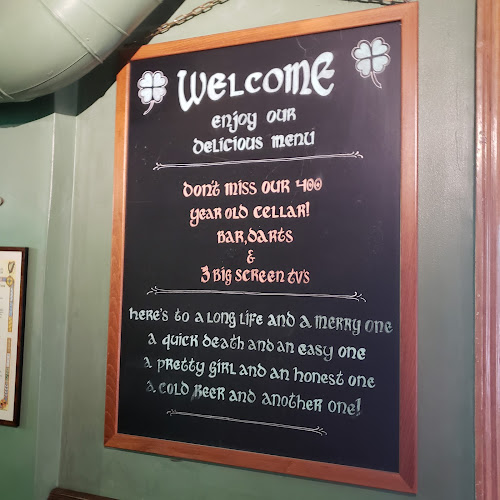 WELCOME
enjoy our
delicious menu
Don't miss our 400
year old cellar!
Bar, Darts
&
3 Big Screen TV's
Here's to a long life and a merry one
a quick death and an easy one
a pretty girl and an honest one
a cold beer and another one!